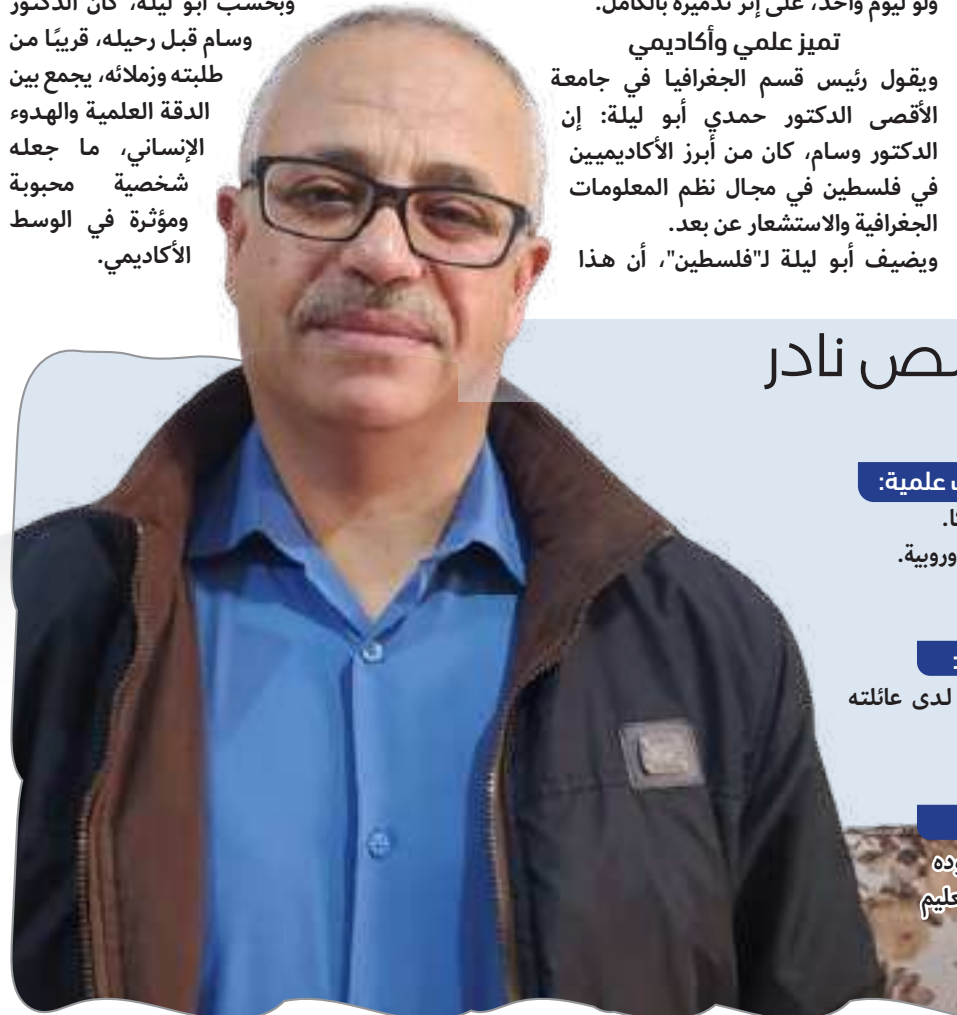 ولو ليوم واحد، على إثر تدميره بالكامل.
تميز علمي وأكاديمي
ويقول رئيس قسم الجغرافيا في جامعة
الأقصى الدكتور حمدي أبو ليلة: إن
الدكتور وسام، كان من أبرز الأكاديميين
في فلسطين في مجال نظم المعلومات
الجغرافية والاستشعار عن بعد.
ويضيف أبو ليلة لـ"فلسطين"، أن هذا
وبحسب أبو ليلة، كان الدكتور
وسام قبل رحيله، قريبًا من
طلبته وزملائه، يجمع بين
الدقة العلمية والهدوء
الإنساني، ما جعله
شخصية محبوبة
ومؤثرة في الوسط
الأكاديمي.
نادر
علمية:
لدى عائلته